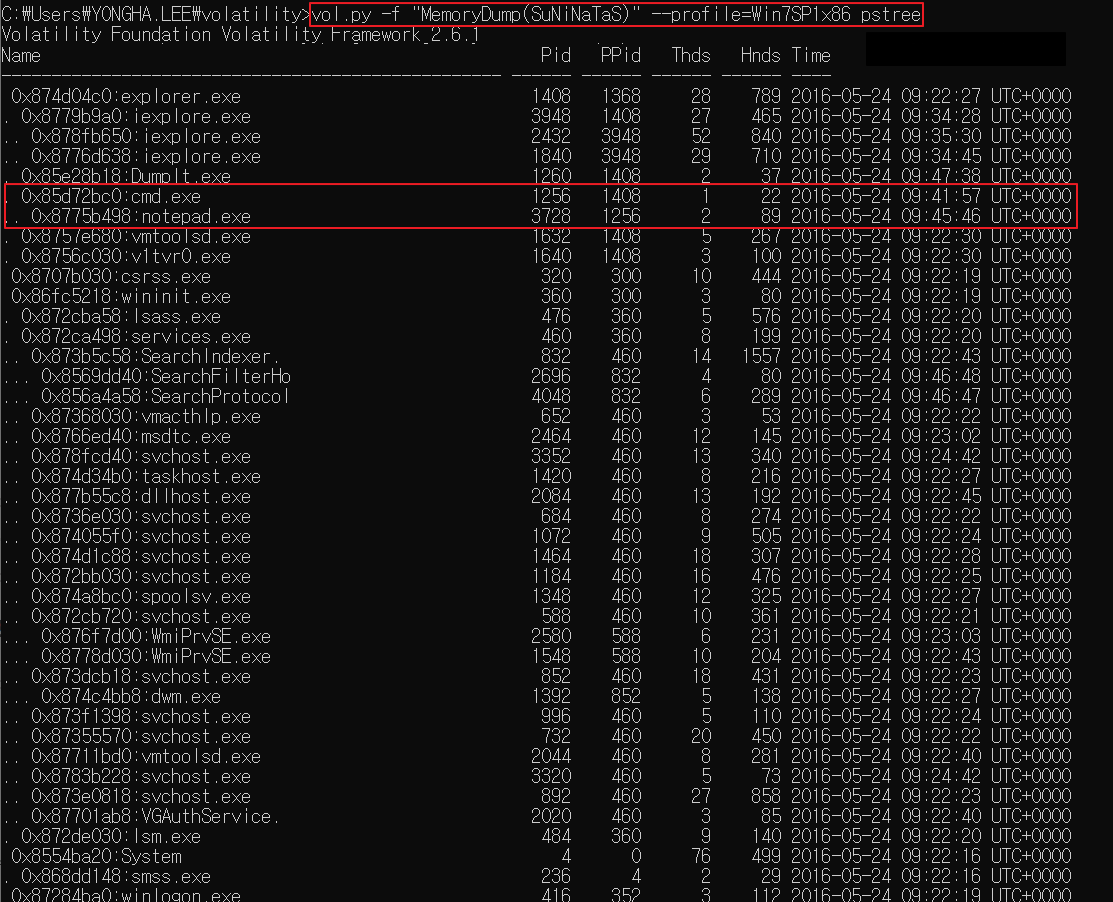 C:\Users\YONGHA.LEE\volatility>vol.py -f "MemoryDump(SuNiNaTaS)" --profile=Win7SP1x86 pstree
Volatility Foundation Volatility Framework 2.6.1
Name Pid PPid Thds Hnds Time
-------------------------------------------------- ------ ------ ------ ------ ----
0x874d04c0:explorer.exe 1408 1368 28 789 2016-05-24 09:22:27 UTC+0000
. 0x8779b9a0:iexplore.exe 3948 1408 27 465 2016-05-24 09:34:28 UTC+0000
.. 0x878fb650:iexplore.exe 2432 3948 52 840 2016-05-24 09:35:30 UTC+0000
.. 0x8776d638:iexplore.exe 1840 3948 29 710 2016-05-24 09:34:45 UTC+0000
. 0x85e28b18:DumpIt.exe 1260 1408 2 37 2016-05-24 09:47:38 UTC+0000
. 0x85d72bc0:cmd.exe 1256 1408 1 22 2016-05-24 09:41:57 UTC+0000
.. 0x8775b498:notepad.exe 3728 1256 2 89 2016-05-24 09:45:46 UTC+0000
. 0x8757e680:vmtoolsd.exe 1632 1408 5 267 2016-05-24 09:22:30 UTC+0000
. 0x8756c030:v1tvr0.exe 1640 1408 3 100 2016-05-24 09:22:30 UTC+0000
0x8707b030:csrss.exe 320 300 10 444 2016-05-24 09:22:19 UTC+0000
0x86fc5218:wininit.exe 360 300 3 80 2016-05-24 09:22:19 UTC+0000
. 0x872cba58:lsass.exe 476 360 5 576 2016-05-24 09:22:20 UTC+0000
. 0x872ca498:services.exe 460 360 8 199 2016-05-24 09:22:20 UTC+0000
.. 0x873b5c58:SearchIndexer. 832 460 14 1557 2016-05-24 09:22:43 UTC+0000
... 0x8569dd40:SearchFilterHo 2696 832 4 80 2016-05-24 09:46:48 UTC+0000
... 0x856a4a58:SearchProtocol 4048 832 6 289 2016-05-24 09:46:47 UTC+0000
.. 0x87368030:vmacthlp.exe 652 460 3 53 2016-05-24 09:22:22 UTC+0000
.. 0x8766ed40:msdtc.exe 2464 460 12 145 2016-05-24 09:23:02 UTC+0000
.. 0x878fcd40:svchost.exe 3352 460 13 340 2016-05-24 09:24:42 UTC+0000
.. 0x874d34b0:taskhost.exe 1420 460 8 216 2016-05-24 09:22:27 UTC+0000
.. 0x877b55c8:dllhost.exe 2084 460 13 192 2016-05-24 09:22:45 UTC+0000
.. 0x8736e030:svchost.exe 684 460 8 274 2016-05-24 09:22:22 UTC+0000
.. 0x874055f0:svchost.exe 1072 460 9 505 2016-05-24 09:22:24 UTC+0000
.. 0x874d1c88:svchost.exe 1464 460 18 307 2016-05-24 09:22:28 UTC+0000
.. 0x872bb030:svchost.exe 1184 460 16 476 2016-05-24 09:22:25 UTC+0000
.. 0x874a8bc0:spoolsv.exe 1348 460 12 325 2016-05-24 09:22:27 UTC+0000
.. 0x872cb720:svchost.exe 588 460 10 361 2016-05-24 09:22:21 UTC+0000
... 0x876f7d00:WmiPrvSE.exe 2580 588 6 231 2016-05-24 09:23:03 UTC+0000
... 0x8778d030:WmiPrvSE.exe 1548 588 10 204 2016-05-24 09:22:43 UTC+0000
.. 0x873dcb18:svchost.exe 852 460 18 431 2016-05-24 09:22:23 UTC+0000
... 0x874c4bb8:dwm.exe 1392 852 5 138 2016-05-24 09:22:27 UTC+0000
.. 0x873f1398:svchost.exe 996 460 5 110 2016-05-24 09:22:24 UTC+0000
.. 0x87355570:svchost.exe 732 460 20 450 2016-05-24 09:22:22 UTC+0000
.. 0x87711bd0:vmtoolsd.exe 2044 460 8 281 2016-05-24 09:22:40 UTC+0000
.. 0x8783b228:svchost.exe 3320 460 5 73 2016-05-24 09:24:42 UTC+0000
.. 0x873e0818:svchost.exe 892 460 27 858 2016-05-24 09:22:23 UTC+0000
.. 0x87701ab8:VGAuthService. 2020 460 3 85 2016-05-24 09:22:40 UTC+0000
. 0x872de030:lsm.exe 484 360 9 140 2016-05-24 09:22:20 UTC+0000
0x8554ba20:System 4 0 76 499 2016-05-24 09:22:16 UTC+0000
. 0x868dd148:smss.exe 236 4 2 29 2016-05-24 09:22:16 UTC+0000
0x87284ba0:winlogon.exe 416 352 3 112 2016-05-24 09:22:19 UTC+0000